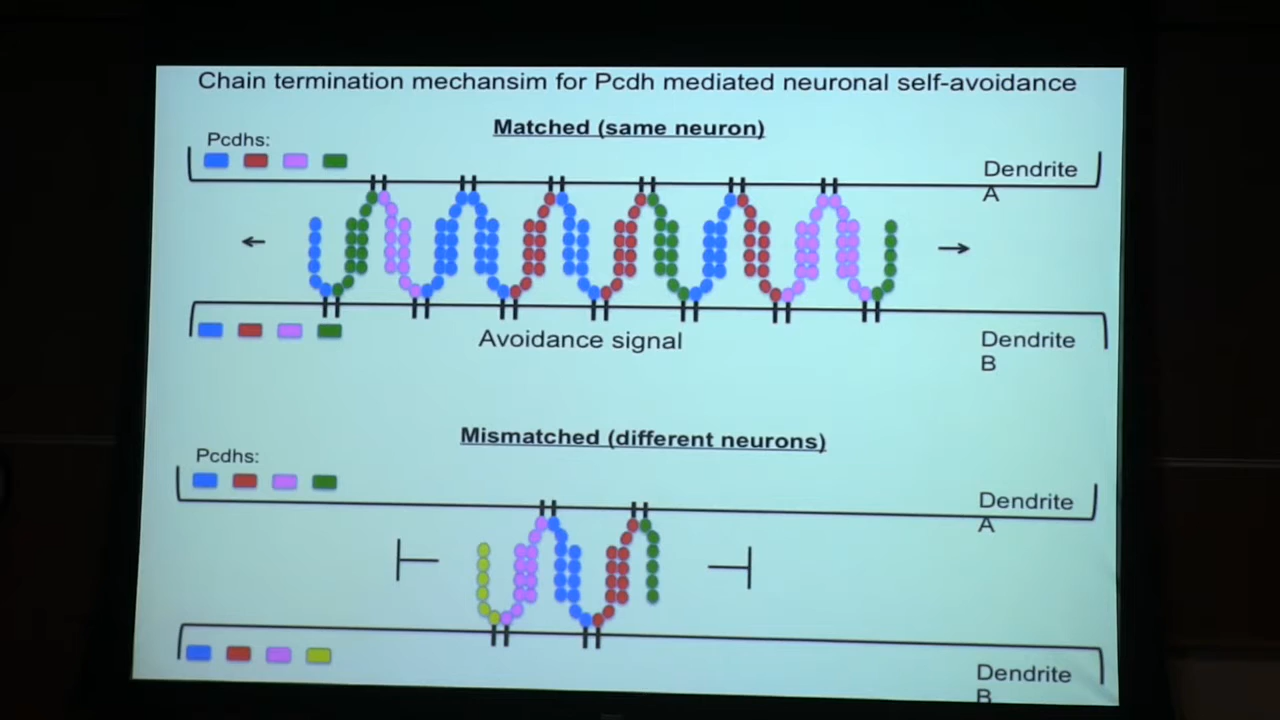 Chain termination mechansim for Pcdh mediated neuronal self-avoidance
Matched (same neuron)
Pcdhs:
Dendrite
A
Avoidance signal
Dendrite
B
Mismatched (different neurons)
Pcdhs:
Dendrite
A
Dendrite
B